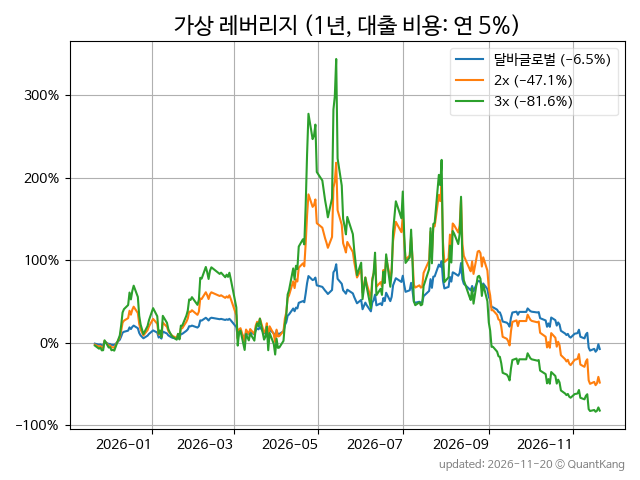 가상 레버리지 (1년, 대출 비용: 연 5%)
달바글로벌 (-6.5%)
2x (-47.1%)
3x (-81.6%)
300%
200%
100%
0%
-100%
2026-01 2026-03 2026-05 2026-07 2026-09 2026-11
updated: 2026-11-20 © QuantKang